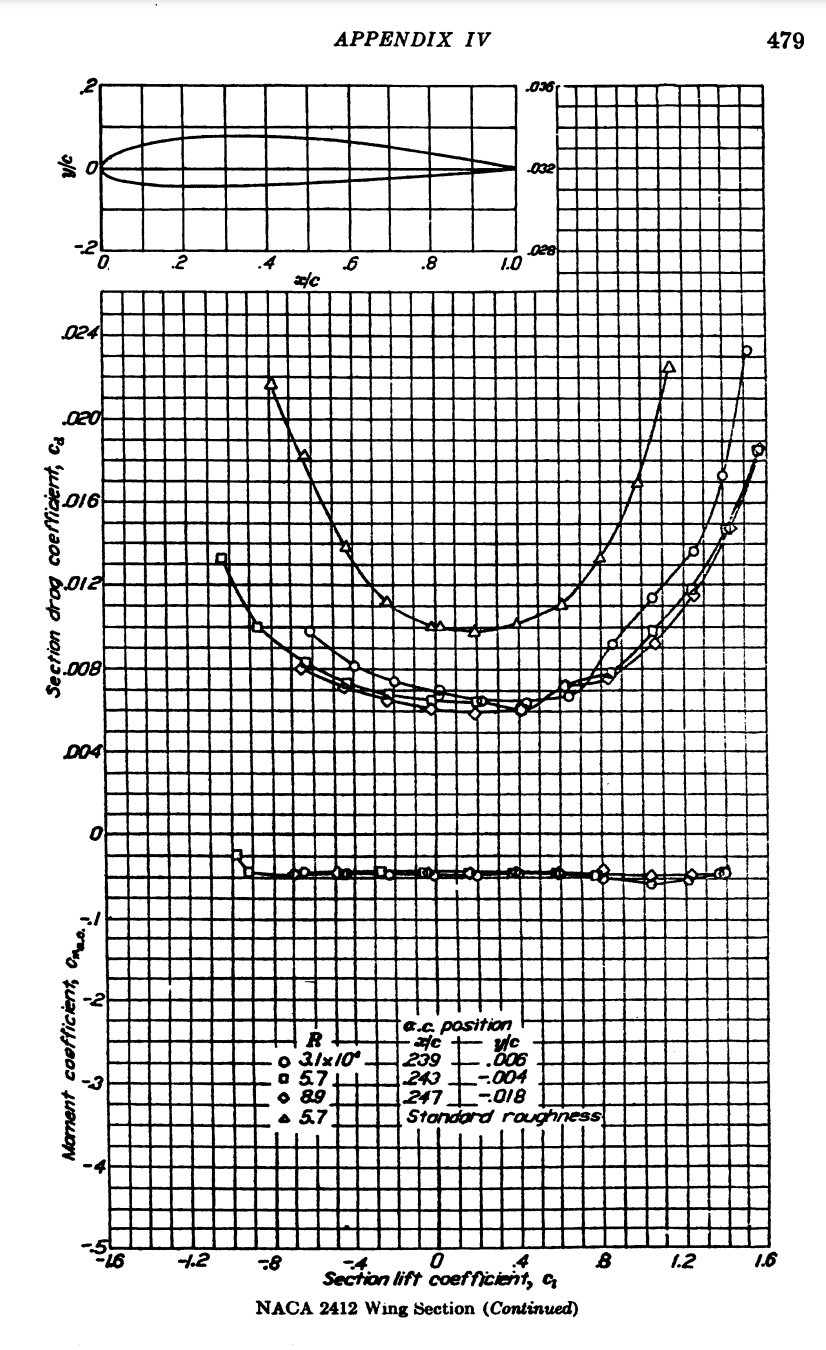 APPENDIX IV 479
.2
y/c
0
-.2
0 .2 .4 .6 .8 1.0
x/c
.036
.032
.028
.024
.020
.016
.012
.008
.004
0
Section drag coefficient, cd
-.1
-.2
-.3
-.4
-.5
Moment coefficient, cma.c.
a.c. position
R x/c y/c
3.1x10⁶ .239 .006
5.7 .243 -.004
8.9 .247 -.018
5.7 Standard roughness
-1.6 -1.2 -.8 -.4 0 .4 .8 1.2 1.6
Section lift coefficient, cl
NACA 2412 Wing Section (Continued)